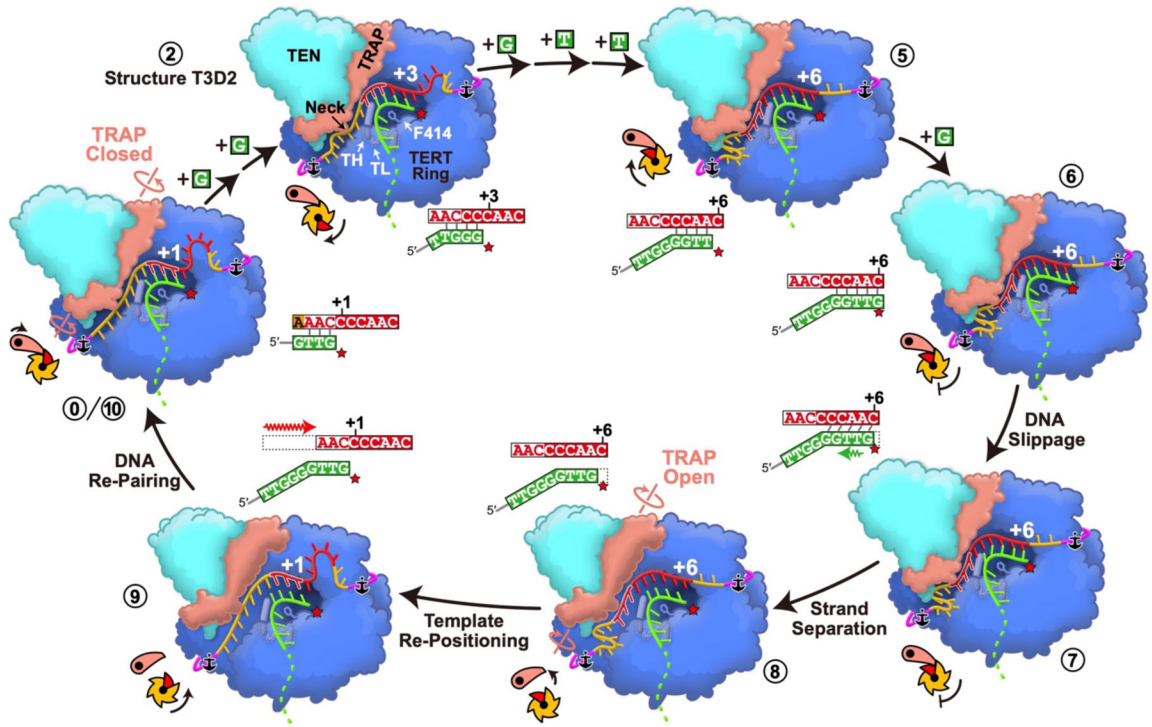 ②
Structure T3D2
TEN
TRAP
+3
Neck
F414
TH
TL
TERT
Ring
+3
AACCCCAAC
TTGGG
5'
+G
+T
+T
⑤
+6
+6
AACCCCAAC
TTGGGGTT
5'
+G
⑥
+6
+6
AACCCCAAC
TTGGGGTTG
5'
DNA
Slippage
+6
AACCCCAAC
TTGGGGTTG
5'
+6
⑦
Strand
Separation
+6
AACCCCAAC
TTGGGGTTG
5'
TRAP
Open
+6
⑧
Template
Re-Positioning
+1
AACCCCAAC
TTGGGGTTG
5'
+1
⑨
DNA
Re-Pairing
⓪/⑩
TRAP
Closed
+1
+1
AAACCCCAAC
GTTG
5'
+G
+G